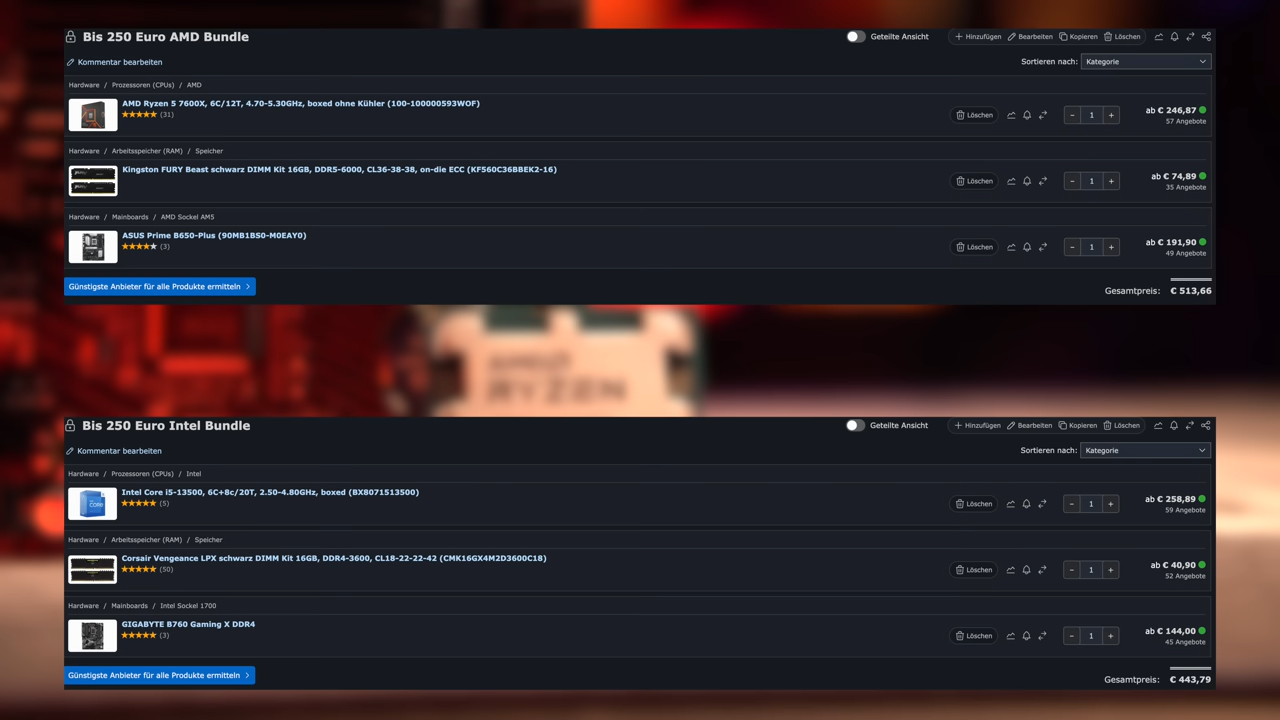 Bis 250 Euro AMD Bundle
Geteilte Ansicht
Hinzufügen Bearbeiten Kopieren Löschen
Kommentar bearbeiten
Sortieren nach: Kategorie
Hardware / Prozessoren (CPUs) / AMD
AMD Ryzen 5 7600X, 6C/12T, 4.70-5.30GHz, boxed ohne Kühler (100-100000593WOF)
(31)
Löschen
- 1 +
ab € 246,87
57 Angebote
Hardware / Arbeitsspeicher (RAM) / Speicher
Kingston FURY Beast schwarz DIMM Kit 16GB, DDR5-6000, CL36-38-38, on-die ECC (KF560C36BBEK2-16)
Löschen
- 1 +
ab € 74,89
35 Angebote
Hardware / Mainboards / AMD Sockel AM5
ASUS Prime B650-Plus (90MB1BS0-M0EAY0)
(3)
Löschen
- 1 +
ab € 191,90
49 Angebote
Günstigste Anbieter für alle Produkte ermitteln
Gesamtpreis: € 513,66
AMD
RYZEN
Bis 250 Euro Intel Bundle
Geteilte Ansicht
Hinzufügen Bearbeiten Kopieren Löschen
Kommentar bearbeiten
Sortieren nach: Kategorie
Hardware / Prozessoren (CPUs) / Intel
Intel Core i5-13500, 6C+8c/20T, 2.50-4.80GHz, boxed (BX8071513500)
(5)
CORE
Löschen
- 1 +
ab € 258,89
59 Angebote
Hardware / Arbeitsspeicher (RAM) / Speicher
Corsair Vengeance LPX schwarz DIMM Kit 16GB, DDR4-3600, CL18-22-22-42 (CMK16GX4M2D3600C18)
(50)
Löschen
- 1 +
ab € 40,90
52 Angebote
Hardware / Mainboards / Intel Sockel 1700
GIGABYTE B760 Gaming X DDR4
(3)
Löschen
- 1 +
ab € 144,00
45 Angebote
Günstigste Anbieter für alle Produkte ermitteln
Gesamtpreis: € 443,79